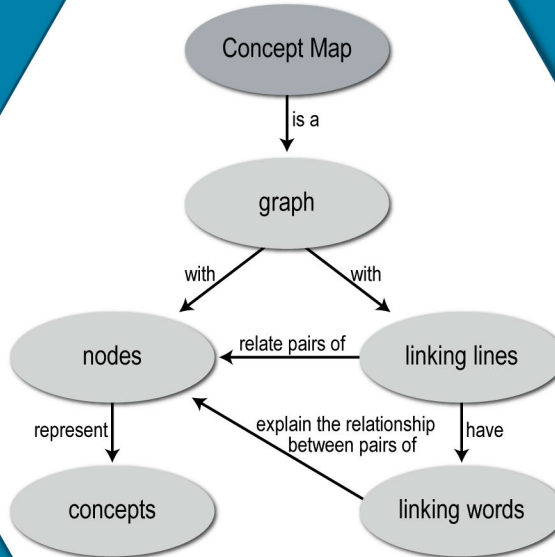 Concept Map
is a
graph
with
with
nodes
relate pairs of
linking lines
represent
explain the relationship
between pairs of
have
concepts
linking words